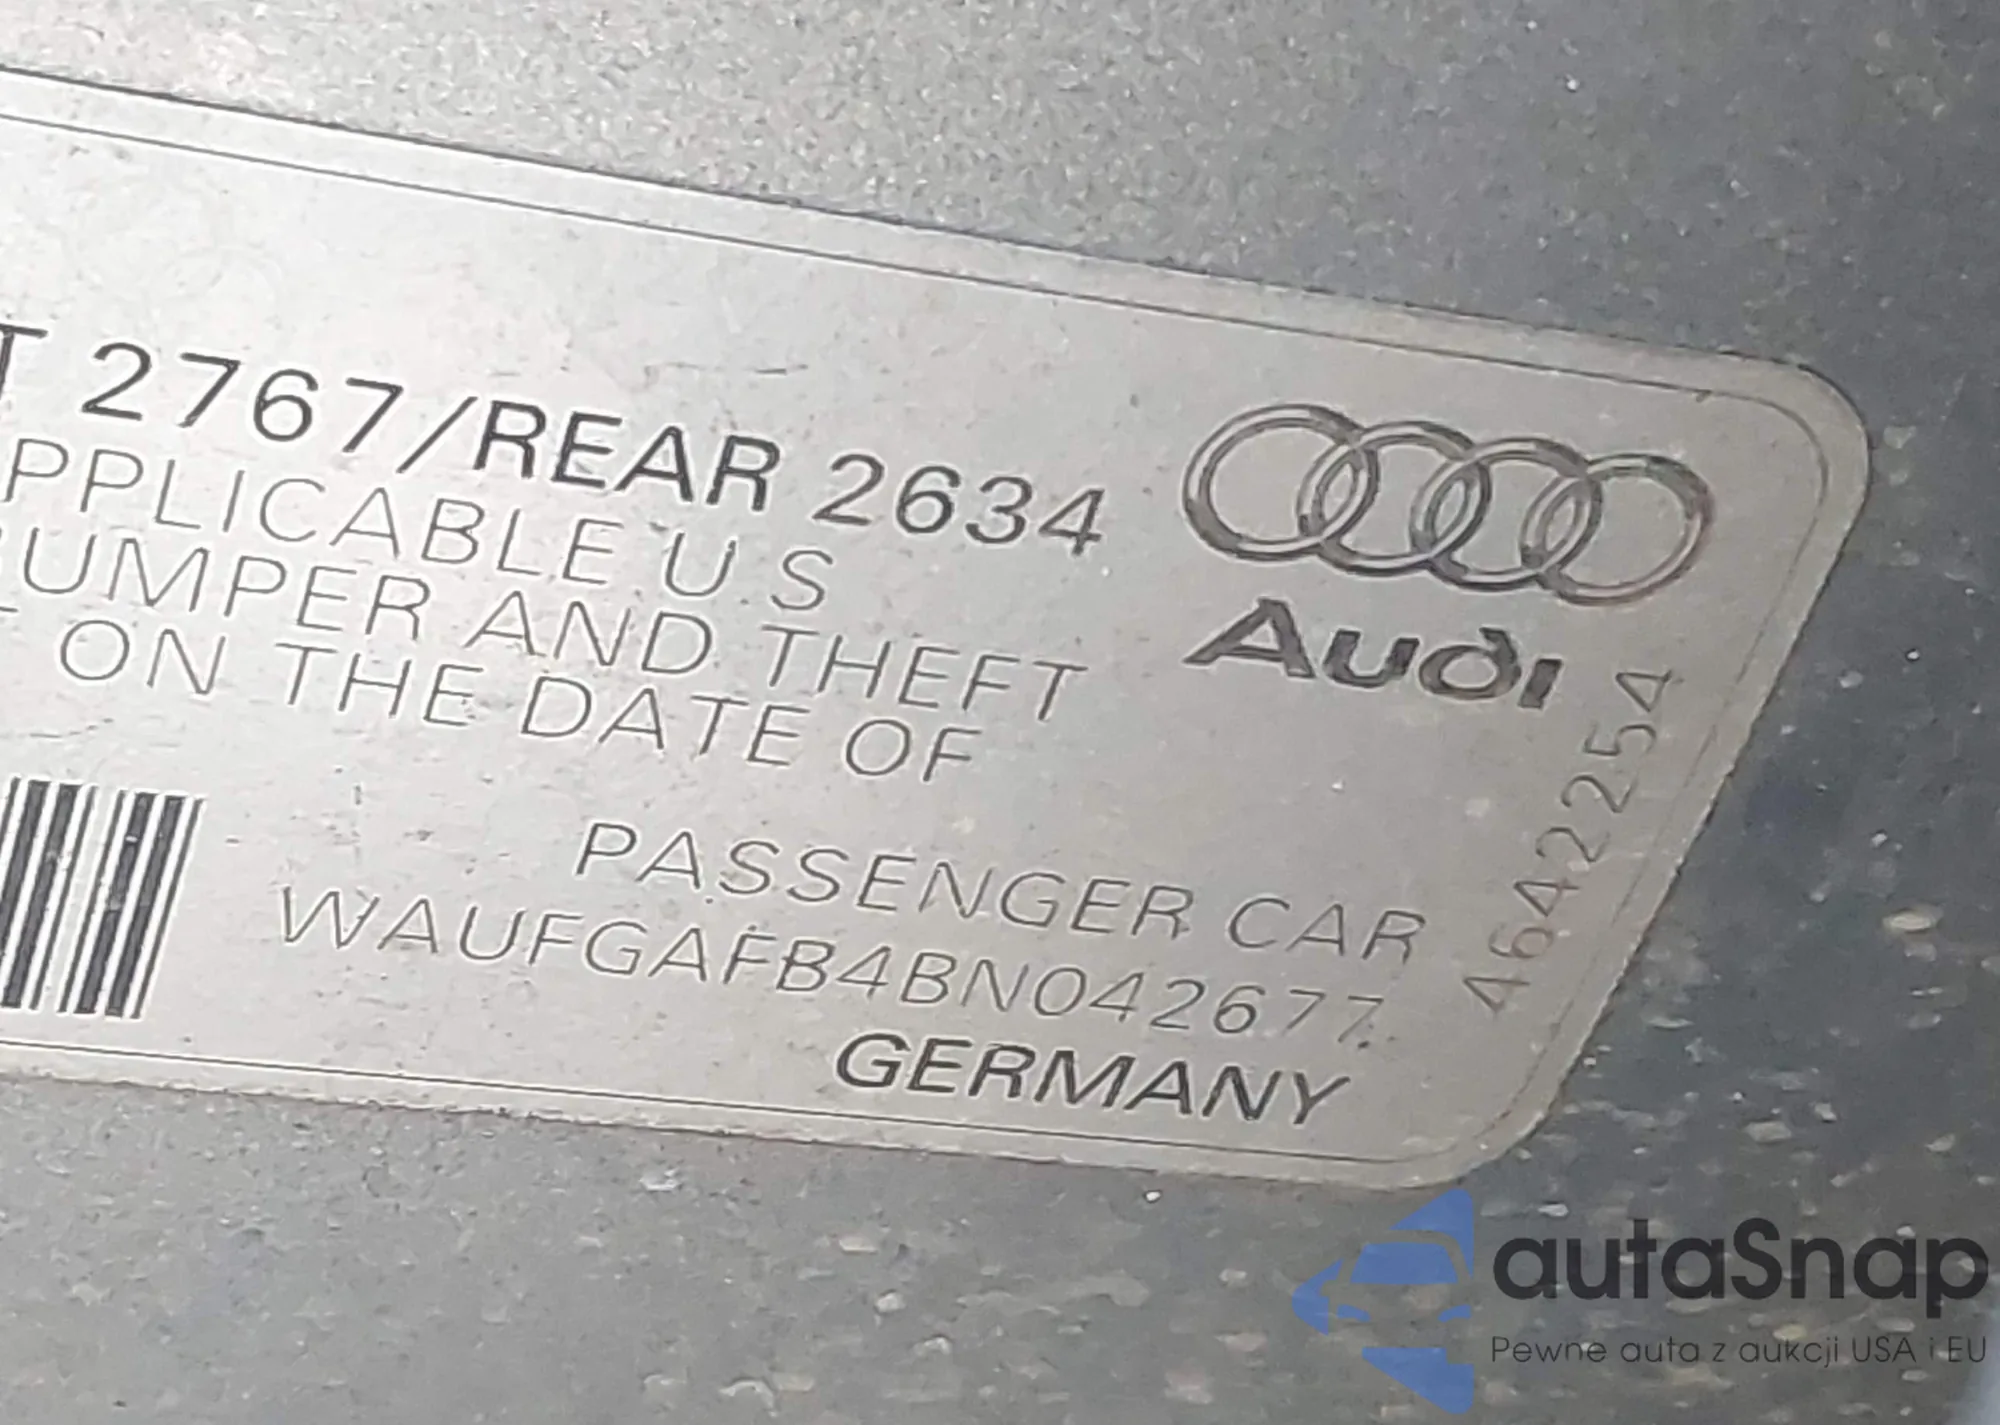 T 2767/REAR 2634
PPLICABLE U.S
BUMPER AND THEFT
ON THE DATE OF
PASSENGER CAR
WAUFGAFB4BN042677
GERMANY
Audi
4642254
autaSnap
Pewne auta z aukcji USA i EU